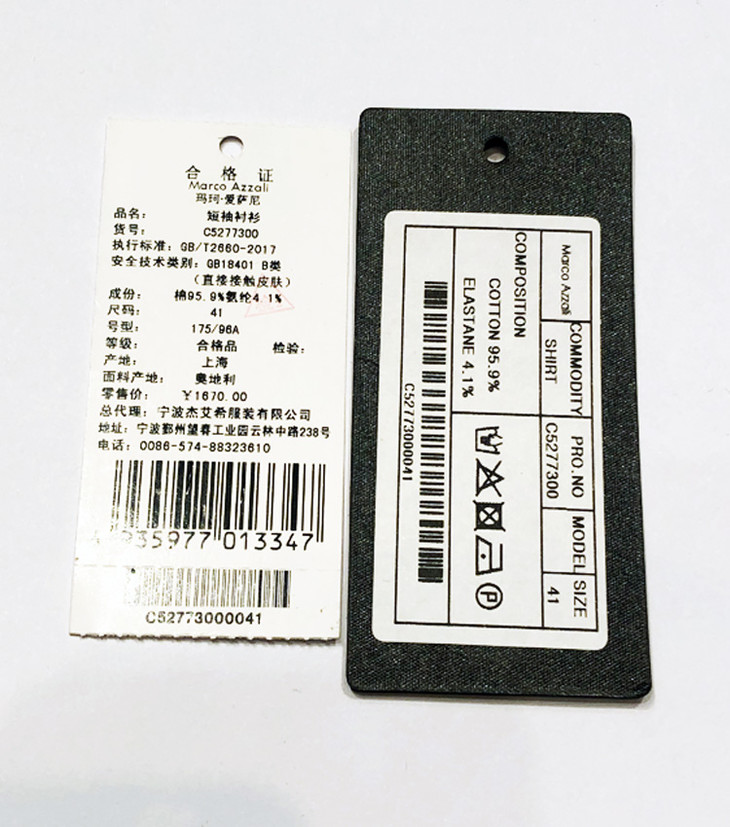 合格证
Marco Azzali
玛珂·爱萨尼
品名： 短袖衬衫
货号： C5277300
执行标准：GB/T2660-2017
安全技术类别：GB18401 B类
（直接接触皮肤）
成份： 棉95.9%氨纶4.1%
尺码： 41
号型： 175/96A
等级： 合格品 检验：
产地： 上海
面料产地： 奥地利
零售价： ￥1670.00
总代理：宁波杰艾希服装有限公司
地址：宁波鄞州望春工业园云林中路238号
电话：0086-574-88323610
935977 013347
C52773000041
Marco Azzali
COMMODITY PRO.NO MODEL SIZE
SHIRT C5277300 41
COMPOSITION
COTTON 95.9%
ELASTANE 4.1%
P
C52773000041